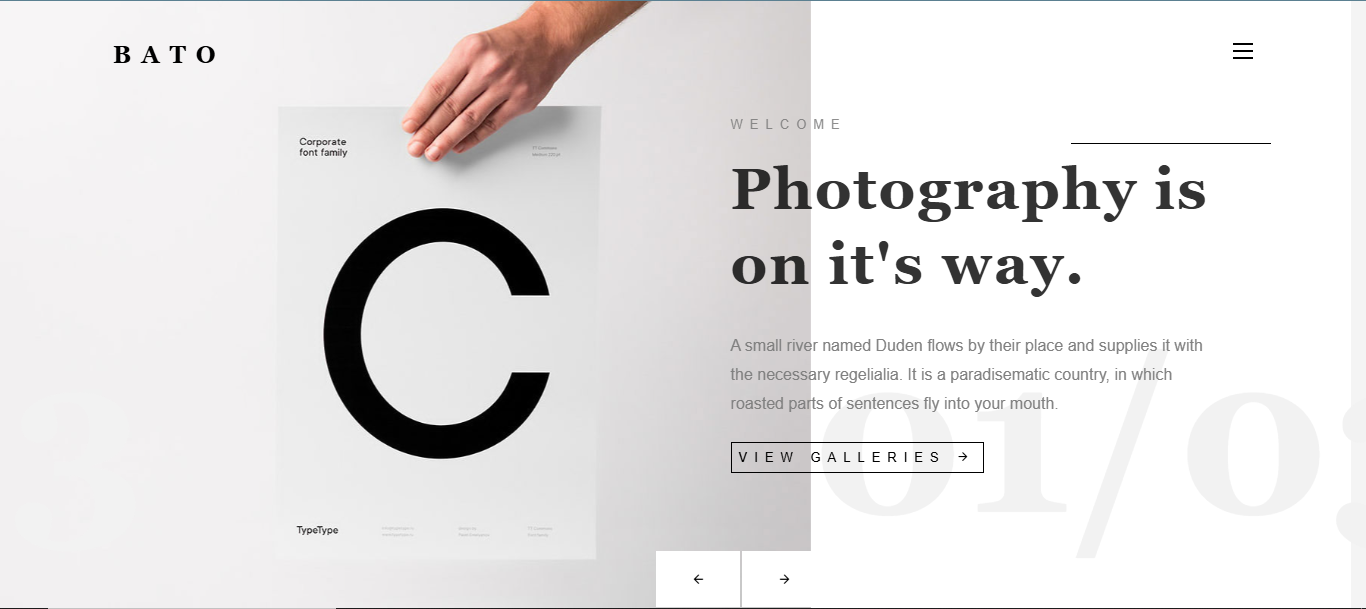 BATO
WELCOME
Photography is
on it's way.
A small river named Duden flows by their place and supplies it with
the necessary regelialia. It is a paradisematic country, in which
roasted parts of sentences fly into your mouth.
VIEW GALLERIES →
01/0
Corporate
font family
C
TypeType
← →